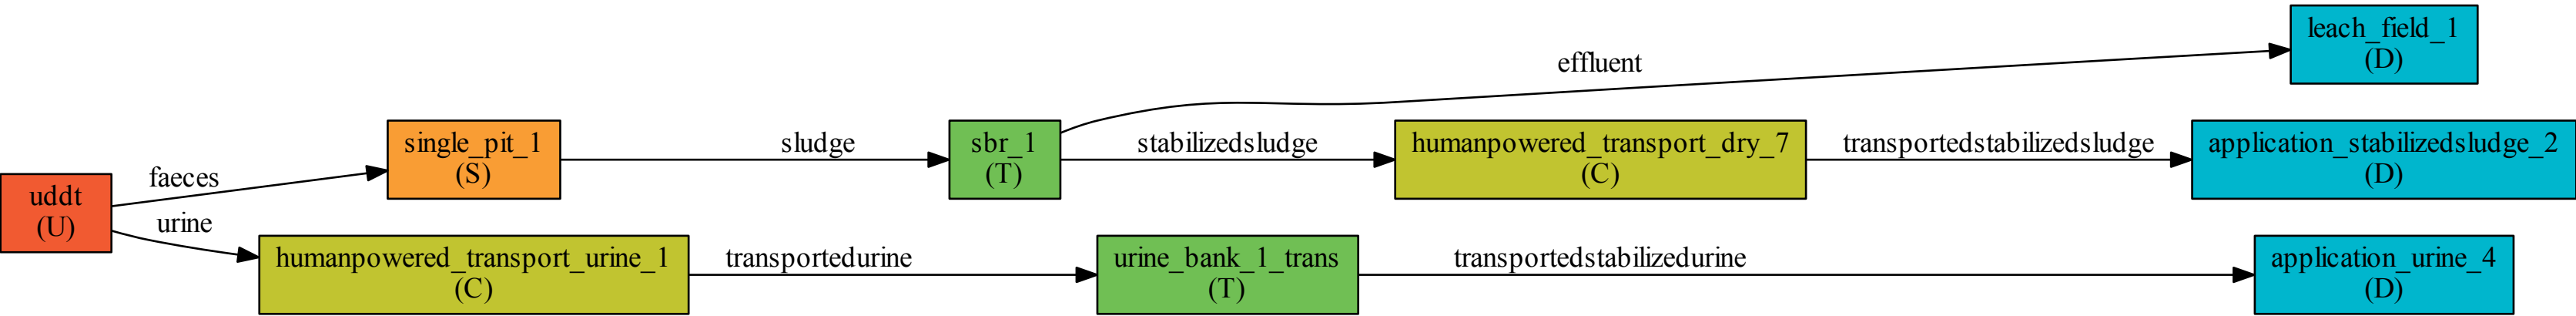 leach_field_1
(D)
effluent
single_pit_1
(S)
sludge
sbr_1
(T)
stabilizedsludge
humanpowered_transport_dry_7
(C)
transportedstabilizedsludge
application_stabilizedsludge_2
(D)
uddt
(U)
faeces
urine
humanpowered_transport_urine_1
(C)
transportedurine
urine_bank_1_trans
(T)
transportedstabilizedurine
application_urine_4
(D)